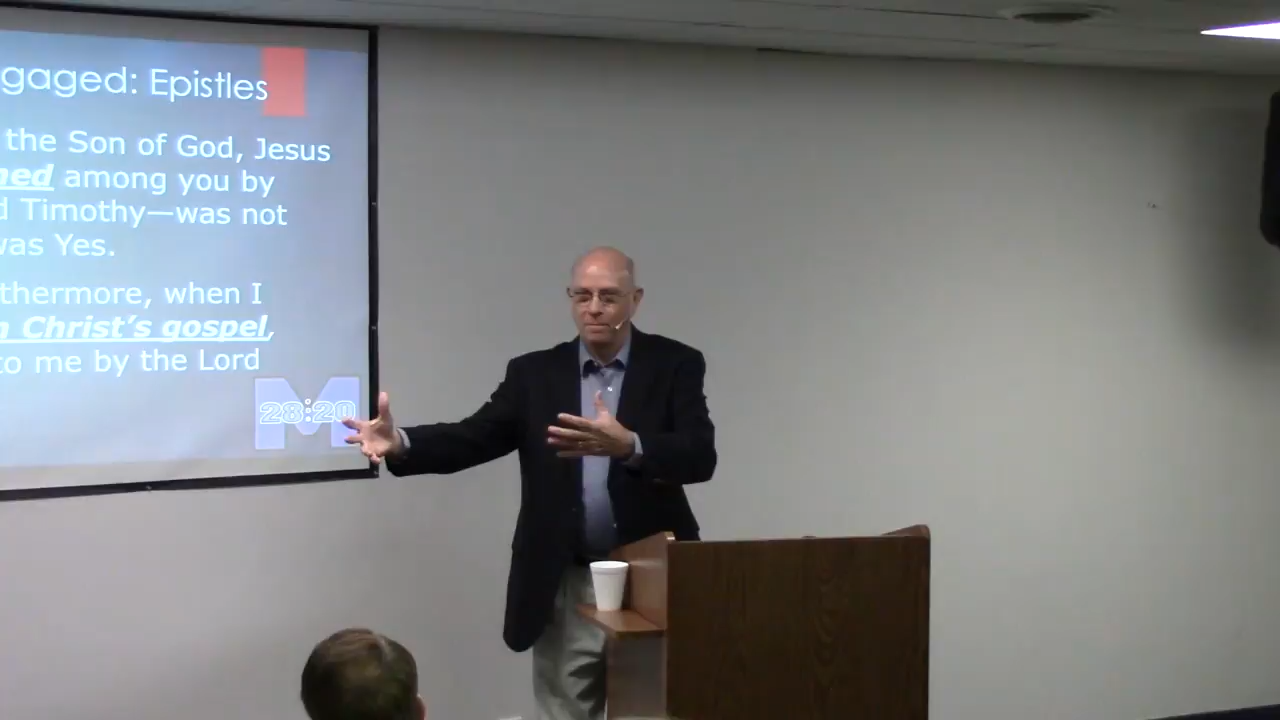 gaged: Epistles
the Son of God, Jesus
ned among you by
d Timothy—was not
was Yes.
thermore, when I
n Christ's gospel,
to me by the Lord
M
28:20